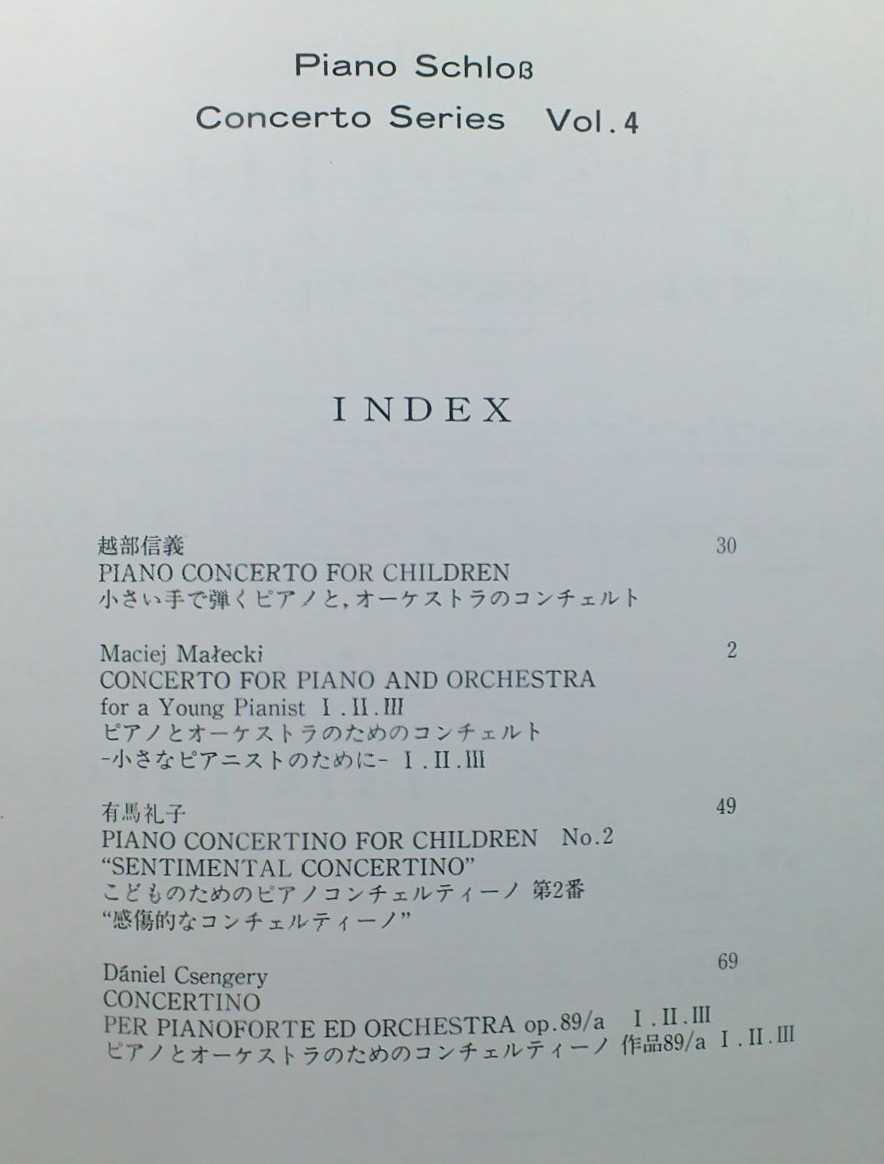 Piano Schloß
Concerto Series Vol.4
INDEX
越部信義 30
PIANO CONCERTO FOR CHILDREN
小さい手で弾くピアノと,オーケストラのコンチェルト
Maciej Małecki 2
CONCERTO FOR PIANO AND ORCHESTRA
for a Young Pianist I.II.III
ピアノとオーケストラのためのコンチェルト
-小さなピアニストのために- I.II.III
有馬礼子 49
PIANO CONCERTINO FOR CHILDREN No.2
“SENTIMENTAL CONCERTINO”
こどものためのピアノコンチェルティーノ 第2番
“感傷的なコンチェルティーノ”
Dániel Csengery 69
CONCERTINO
PER PIANOFORTE ED ORCHESTRA op.89/a I.II.III
ピアノとオーケストラのためのコンチェルティーノ 作品89/a I.II.III